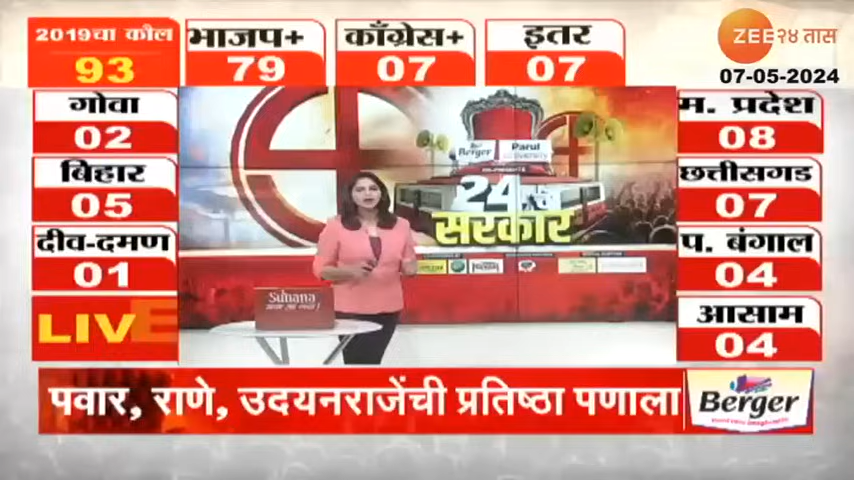 2019चा कौल
93
भाजप+
79
काँग्रेस+
07
इतर
07
ZEE २४ तास
07-05-2024
गोवा
02
बिहार
05
दीव-दमण
01
LIVE
Berger
Parul
24
सरकार
Suhana
म. प्रदेश
08
छत्तीसगड
07
प. बंगाल
04
आसाम
04
पवार, राणे, उदयनराजेंची प्रतिष्ठा पणाला
Berger